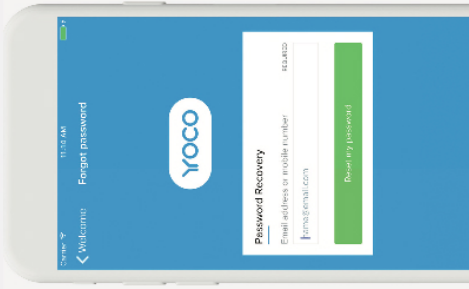 Carrier 11:14 AM
Welcome Forgot password
yoco
Password Recovery
Email address or mobile number REQUIRED
name@email.com
Reset my password